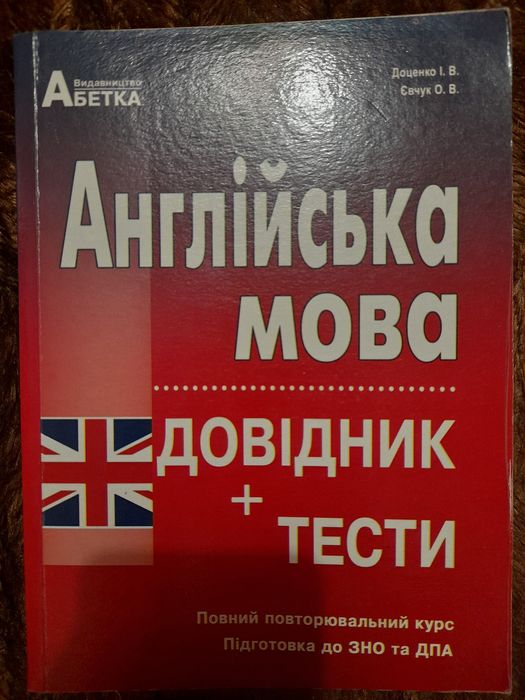 Видавництво
АБЕТКА
Доценко І. В.
Євчук О. В.
Англійська
мова
ДОВІДНИК
+
ТЕСТИ
Повний повторювальний курс
Підготовка до ЗНО та ДПА